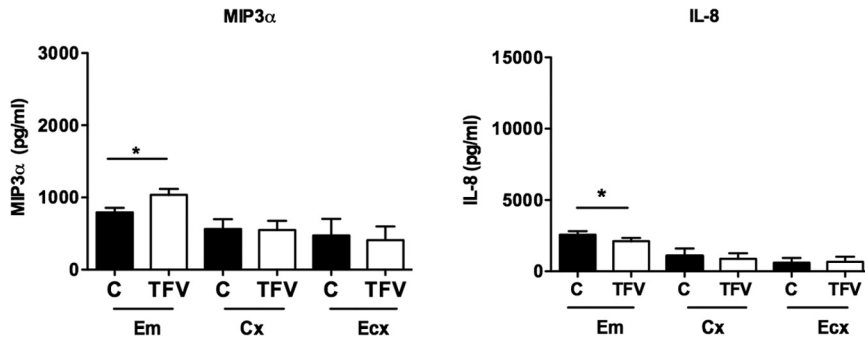 MIP3α
MIP3α (pg/ml)
3000
2000
1000
0
*
C TFV C TFV C TFV
Em Cx Ecx
IL-8
IL-8 (pg/ml)
15000
10000
5000
0
*
C TFV C TFV C TFV
Em Cx Ecx